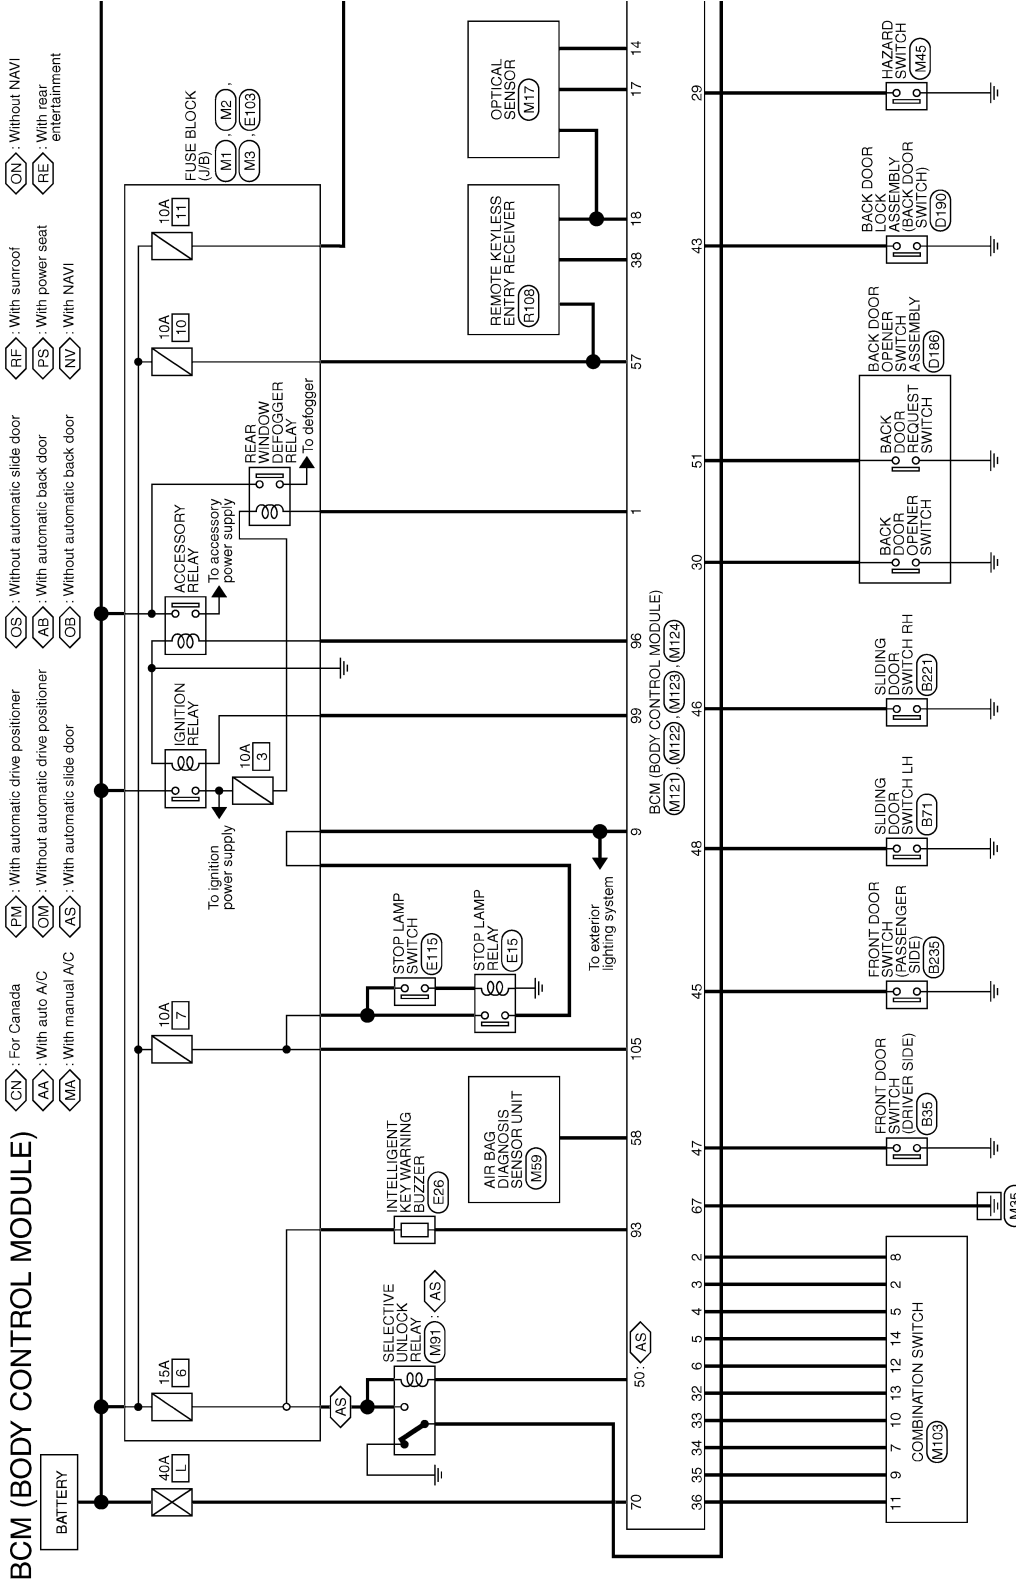 BCM (BODY CONTROL MODULE)
CN : For Canada
AA : With auto A/C
MA : With manual A/C
PM : With automatic drive positioner
OM : Without automatic drive positioner
AS : With automatic slide door
OS : Without automatic slide door
AB : With automatic back door
OB : Without automatic back door
RF : With sunroof
PS : With power seat
NV : With NAVI
ON : Without NAVI
RE : With rear
entertainment
BATTERY
40A
L
15A
6
10A
7
10A
3
10A
10
10A
11
FUSE BLOCK
(J/B)
M1 , M2 ,
M3 , E103
To ignition
power supply
IGNITION
RELAY
ACCESSORY
RELAY
To accessory
power supply
REAR
WINDOW
DEFOGGER
RELAY
To defogger
AS
SELECTIVE
UNLOCK
RELAY
M91 : AS
INTELLIGENT
KEY WARNING
BUZZER
E26
AIR BAG
DIAGNOSIS
SENSOR UNIT
M59
STOP LAMP
SWITCH
E115
STOP LAMP
RELAY
E15
To exterior
lighting system
REMOTE KEYLESS
ENTRY RECEIVER
R108
OPTICAL
SENSOR
M17
70
50: AS
93
58
105
9
99
96
1
57
38
18
17
14
BCM (BODY CONTROL MODULE)
M121 , M122 , M123 , M124
36
35
34
33
32
6
5
4
3
2
67
47
45
48
46
30
51
43
29
11
9
7
10
13
12
14
5
2
8
COMBINATION SWITCH
M103
M35
FRONT DOOR
SWITCH
(DRIVER SIDE)
B35
FRONT DOOR
SWITCH
(PASSENGER
SIDE)
B235
SLIDING
DOOR
SWITCH LH
B71
SLIDING
DOOR
SWITCH RH
B221
BACK
DOOR
OPENER
SWITCH
BACK
DOOR
REQUEST
SWITCH
BACK DOOR
OPENER
SWITCH
ASSEMBLY
D186
BACK DOOR
LOCK
ASSEMBLY
(BACK DOOR
SWITCH)
D190
HAZARD
SWITCH
M45